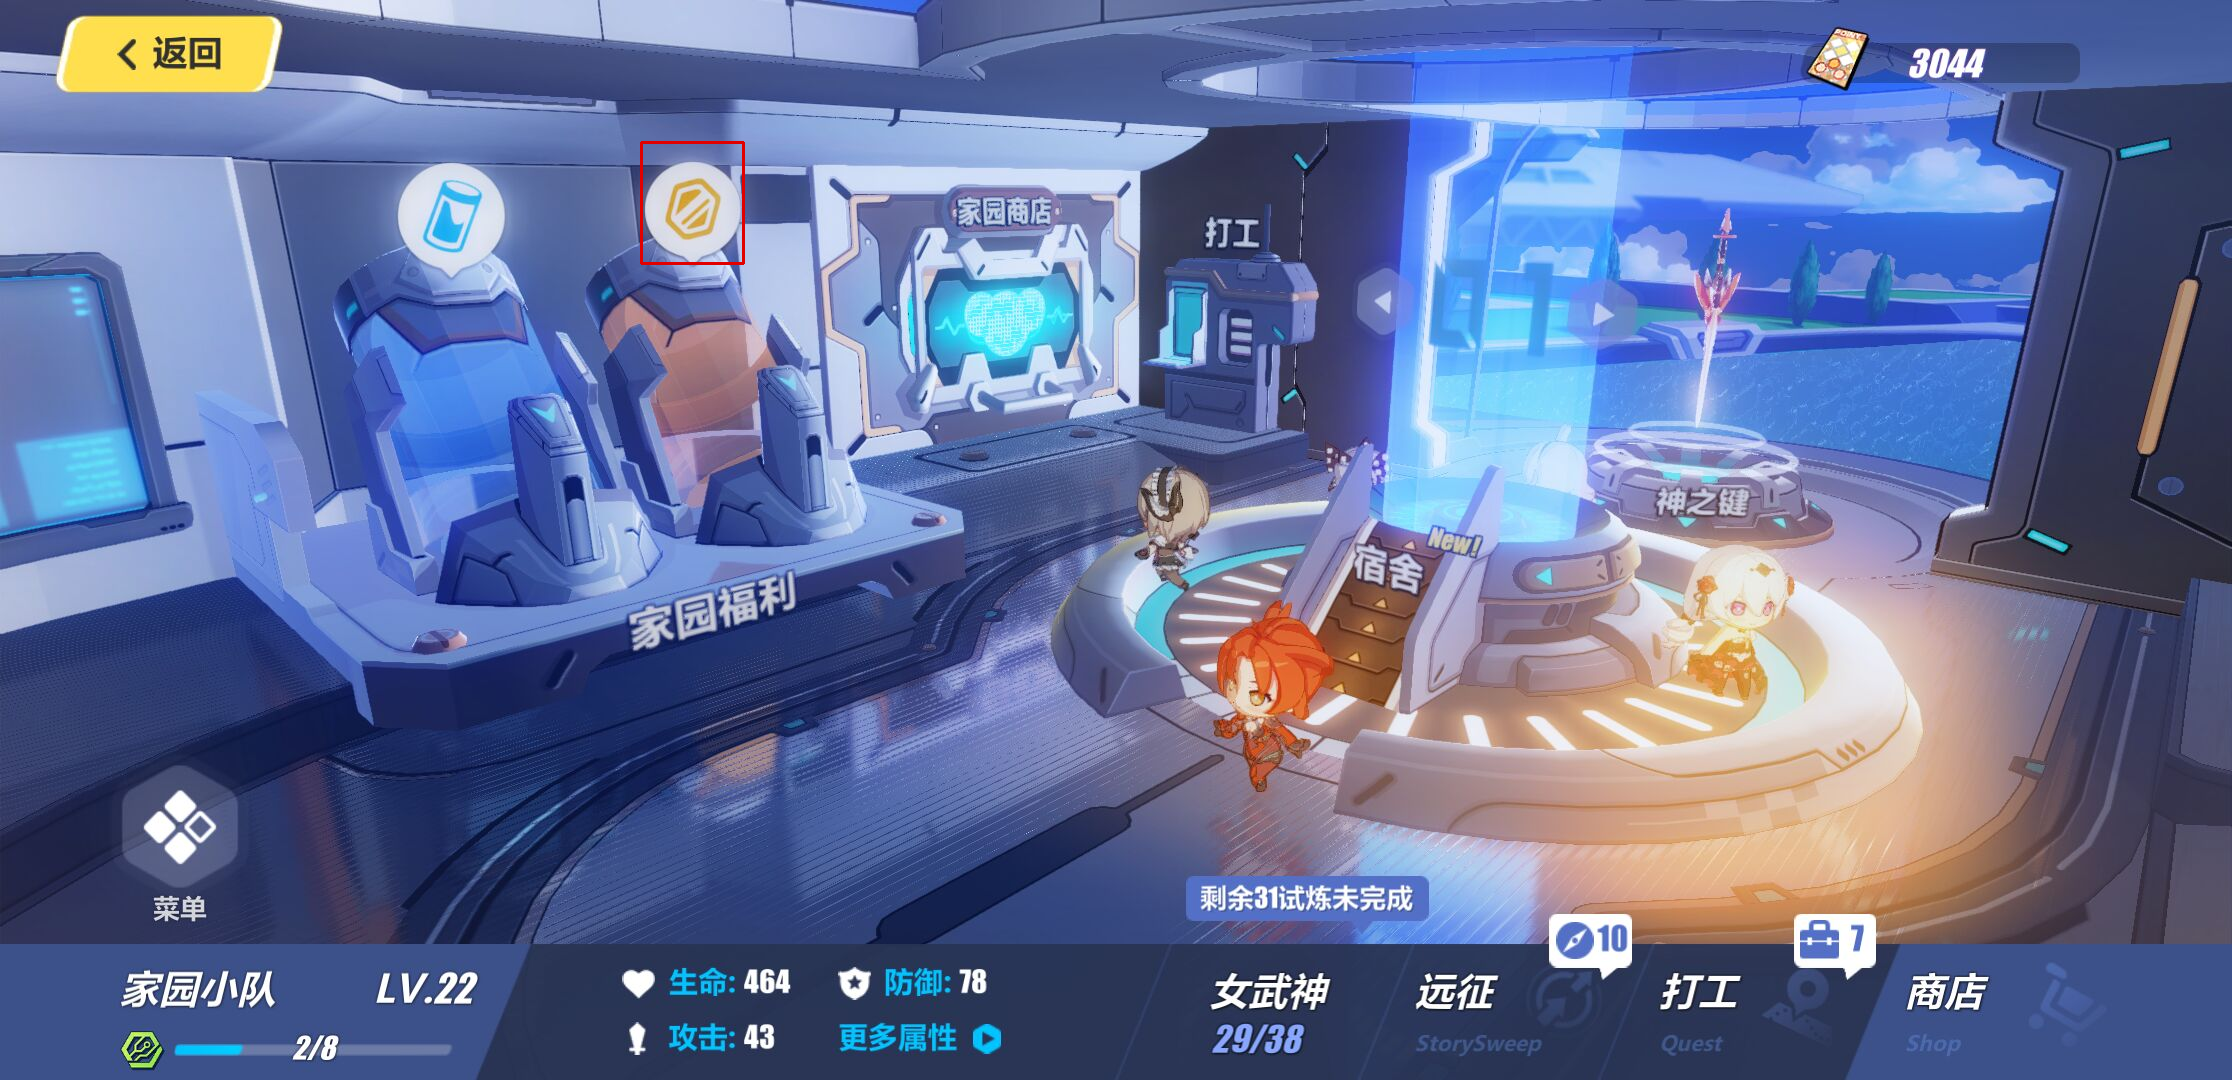 返回
3044
家园商店
打工
神之键
New!
宿舍
家园福利
菜单
剩余31试炼未完成
10
7
家园小队 LV.22
2/8
生命: 464
防御: 78
攻击: 43
更多属性
女武神
29/38
远征
StorySweep
打工
Quest
商店
Shop